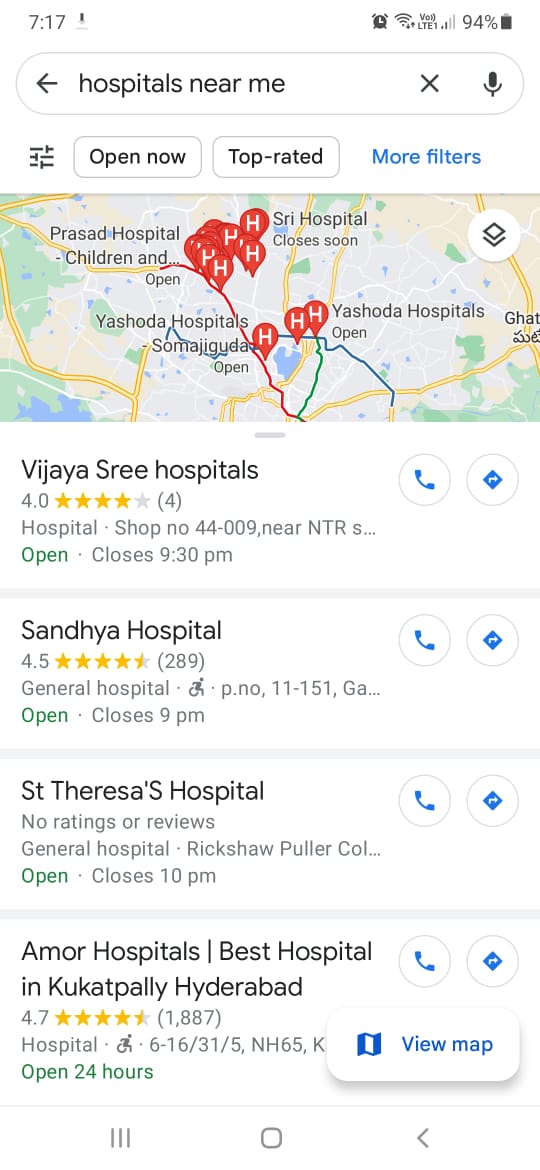 7:17
Vo))
LTE1
94%
hospitals near me
Open now
Top-rated
More filters
Sri Hospital
Closes soon
Prasad Hospital
- Children and...
Open
Yashoda Hospitals
- Somajiguda
Open
Yashoda Hospitals
Open
Ghat
Vijaya Sree hospitals
4.0 (4)
Hospital · Shop no 44-009,near NTR s...
Open · Closes 9:30 pm
Sandhya Hospital
4.5 (289)
General hospital · p.no, 11-151, Ga...
Open · Closes 9 pm
St Theresa'S Hospital
No ratings or reviews
General hospital · Rickshaw Puller Col...
Open · Closes 10 pm
Amor Hospitals | Best Hospital
in Kukatpally Hyderabad
4.7 (1,887)
Hospital · 6-16/31/5, NH65, K
Open 24 hours
View map